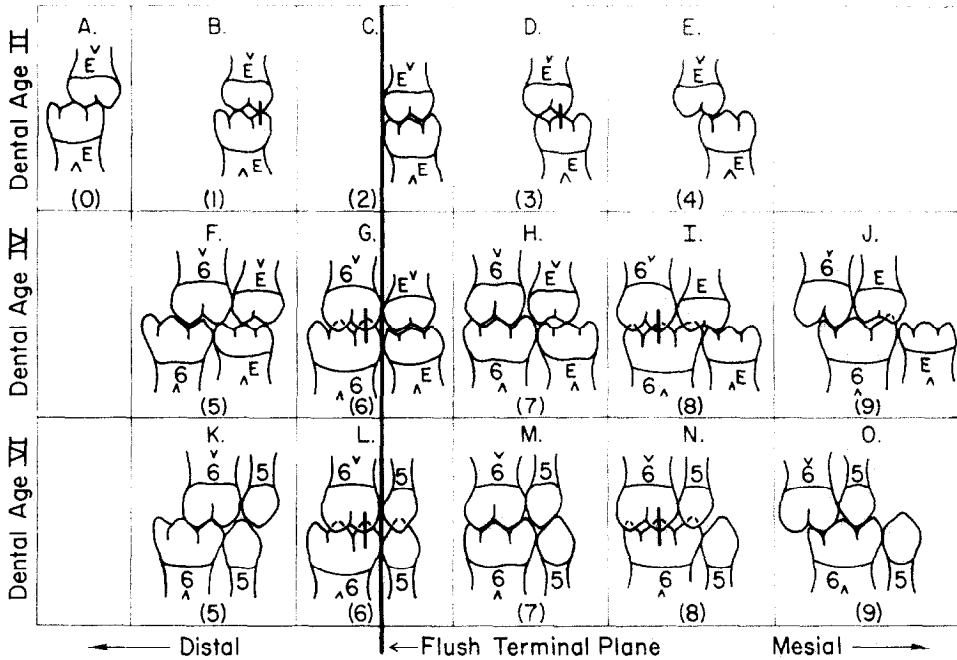 Dental Age II
A. B. C. D. E.
E E E E E
E E E E E
(0) (1) (2) (3) (4)
Dental Age IV
F. G. H. I. J.
6 E 6 E 6 E 6 E 6 E
6 E 6 E 6 E 6 E 6 E
(5) (6) (7) (8) (9)
Dental Age VI
K. L. M. N. O.
6 5 6 5 6 5 6 5 6 5
6 5 6 5 6 5 6 5 6 5
(5) (6) (7) (8) (9)
← Distal ← Flush Terminal Plane Mesial →